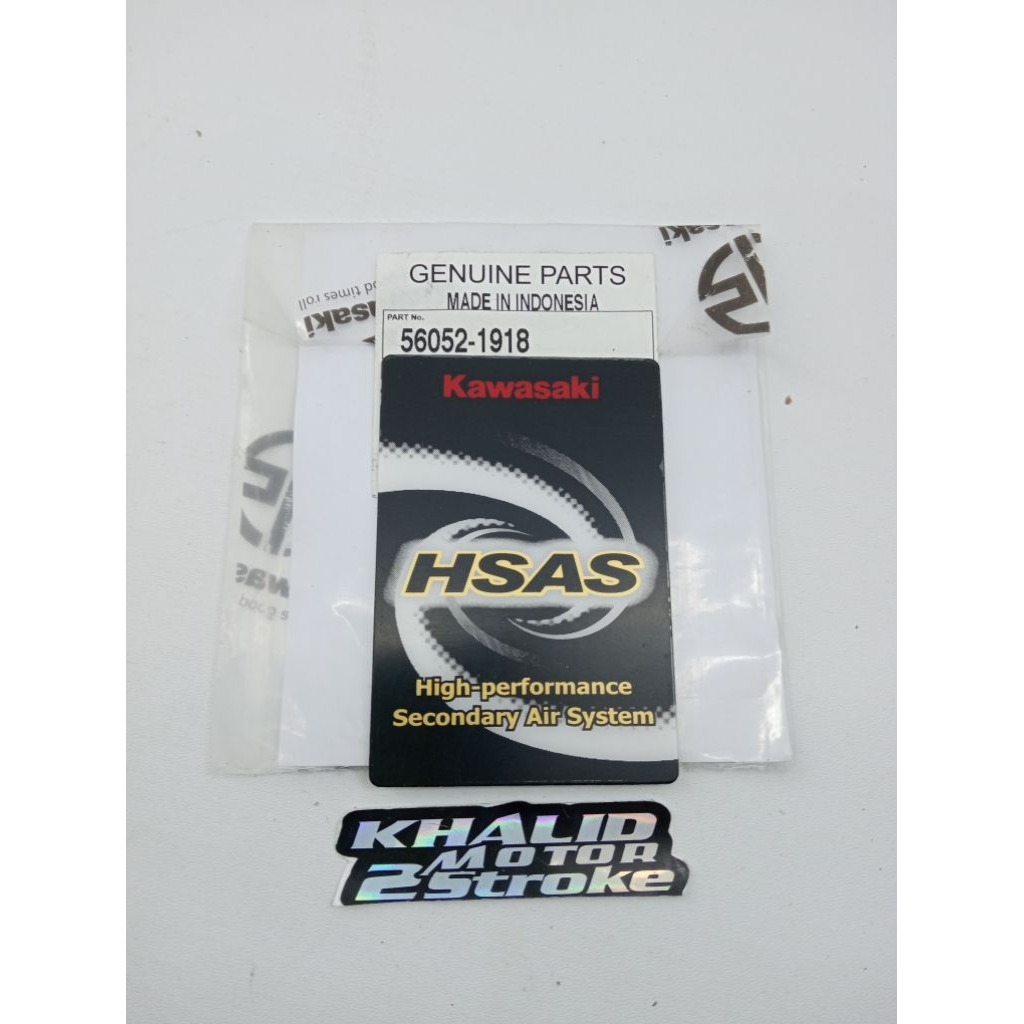 GENUINE PARTS
MADE IN INDONESIA
PART No.
56052-1918
Kawasaki
HSAS
High-performance
Secondary Air System
KHALID
MOTOR
2Stroke